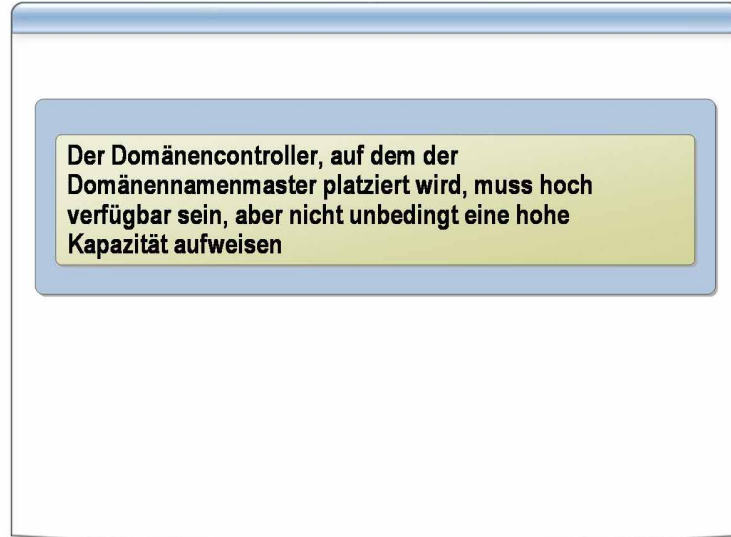 Der Domänencontroller, auf dem der
Domänennamenmaster platziert wird, muss hoch
verfügbar sein, aber nicht unbedingt eine hohe
Kapazität aufweisen